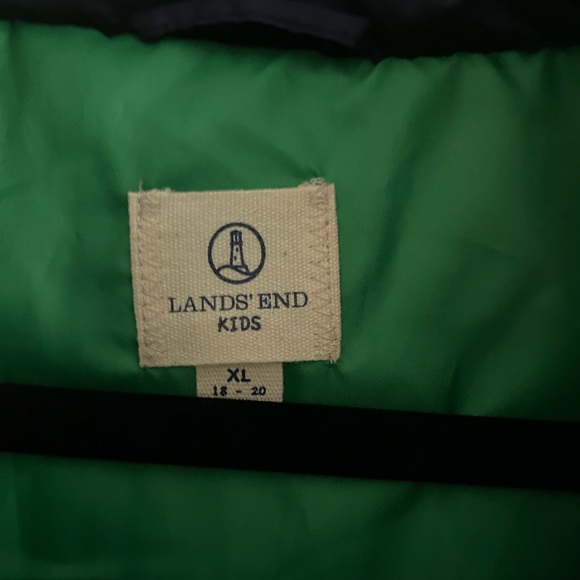 LANDS' END
KIDS
XL
18 - 20